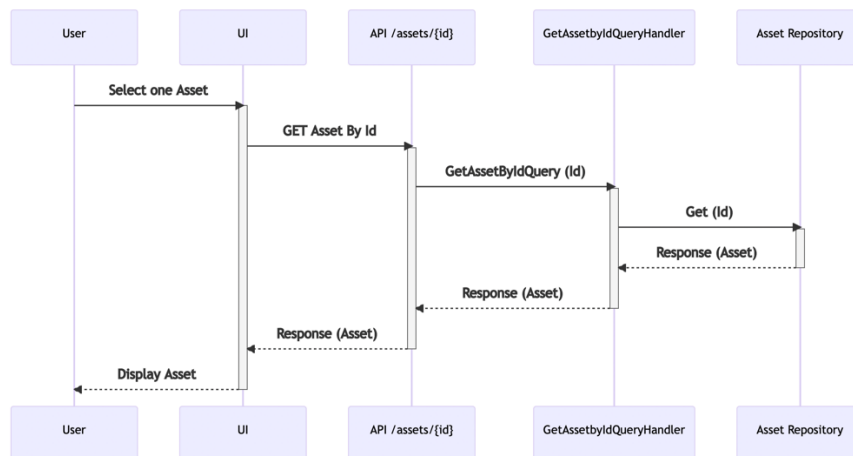 User
UI
API /assets/{id}
GetAssetbyIdQueryHandler
Asset Repository
Select one Asset
GET Asset By Id
GetAssetByIdQuery (Id)
Get (Id)
Response (Asset)
Response (Asset)
Response (Asset)
Display Asset
User
UI
API /assets/{id}
GetAssetbyIdQueryHandler
Asset Repository